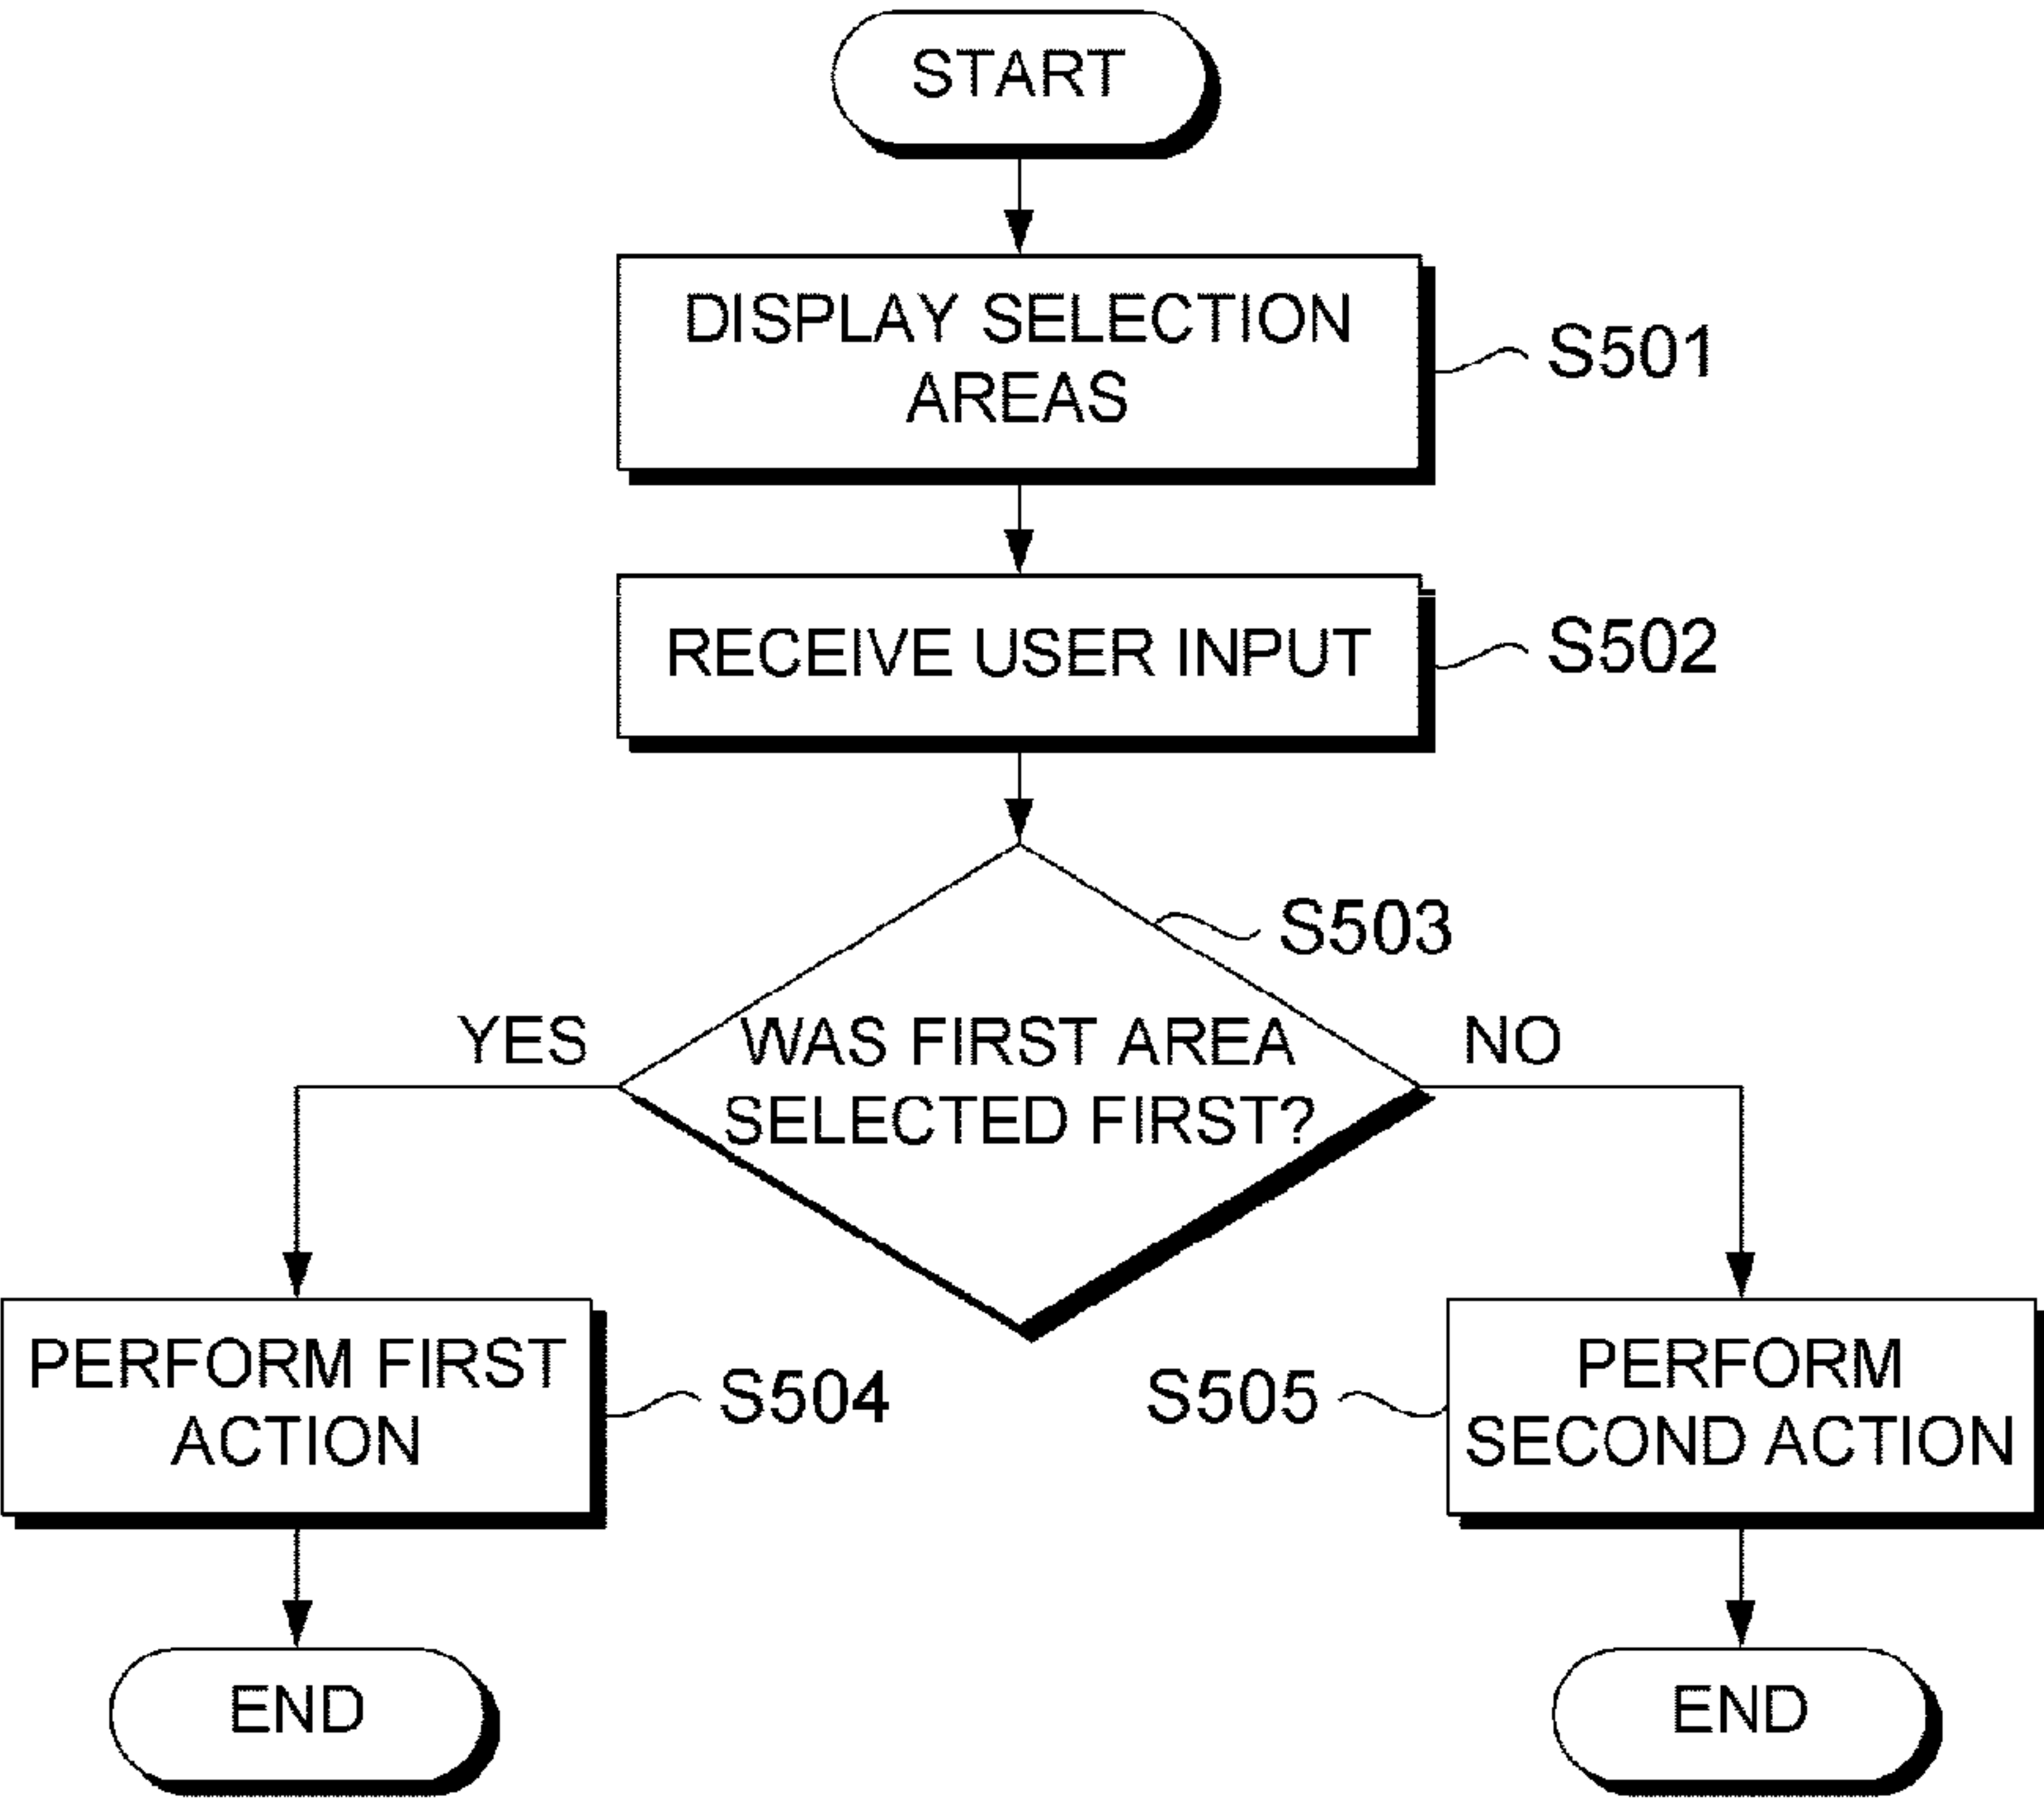 START
DISPLAY SELECTION
AREAS
S501
RECEIVE USER INPUT
S502
S503
YES
WAS FIRST AREA
SELECTED FIRST?
NO
PERFORM FIRST
ACTION
S504
S505
PERFORM
SECOND ACTION
END
END